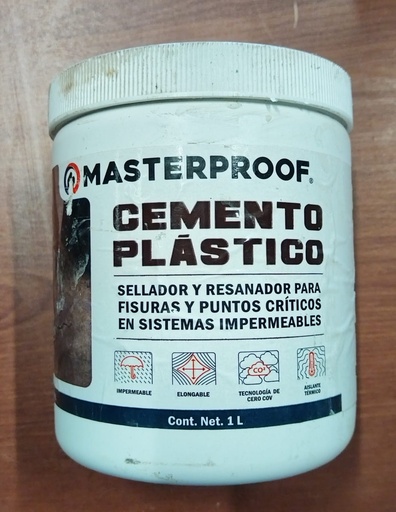 MASTERPROOF®
CEMENTO
PLÁSTICO
SELLADOR Y RESANADOR PARA
FISURAS Y PUNTOS CRÍTICOS
EN SISTEMAS IMPERMEABLES
CO²
IMPERMEABLE
ELONGABLE
TECNOLOGÍA DE
CERO COV
AISLANTE
TÉRMICO
Cont. Net. 1 L